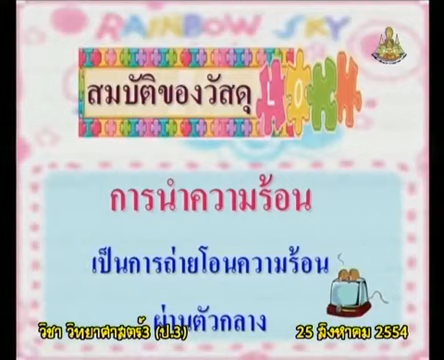 RAINBOW SKY
สมบัติของวัสดุ
การนำความร้อน
เป็นการถ่ายโอนความร้อน
ผ่านตัวกลาง
วิชา วิทยาศาสตร์3 (ป.3) 25 สิงหาคม 2554